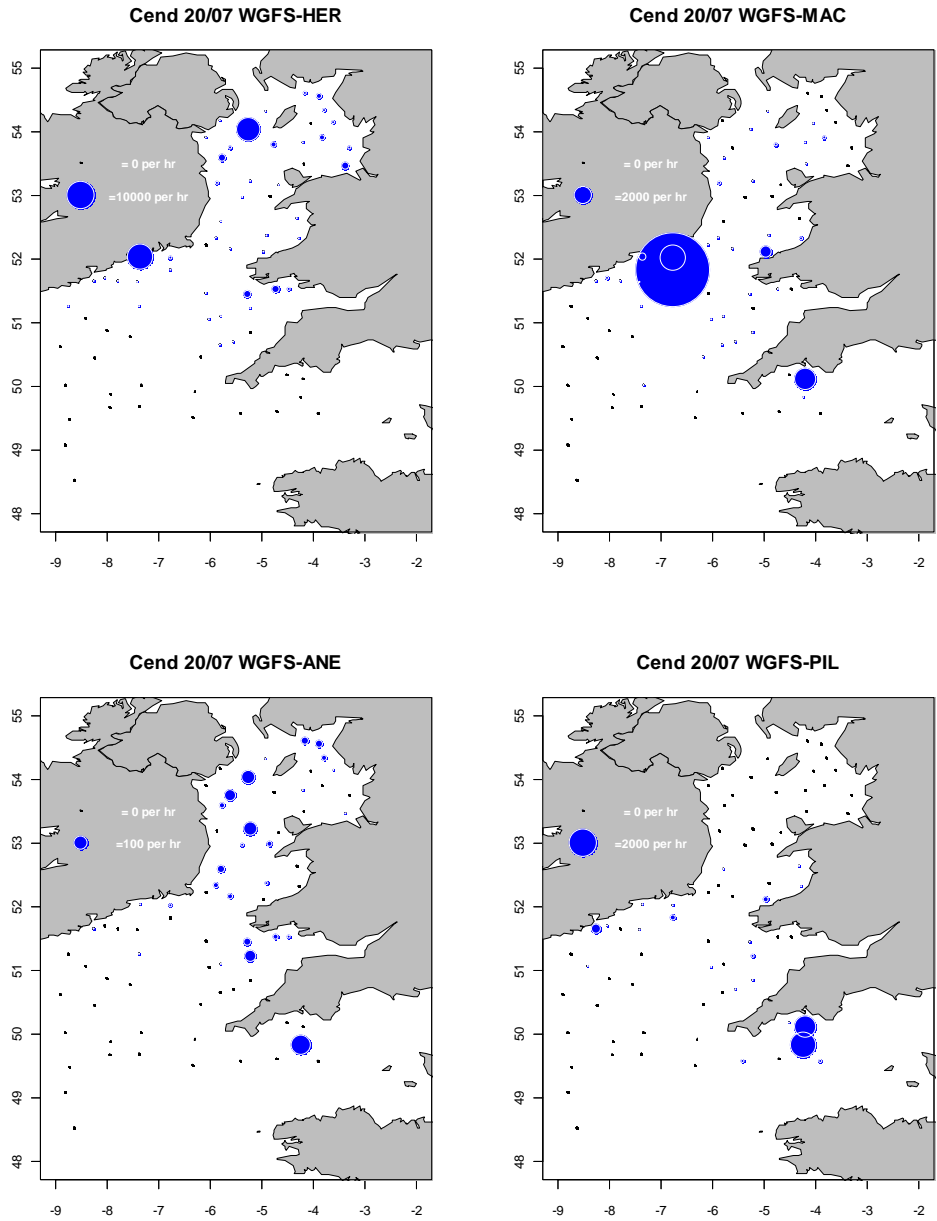 Cend 20/07 WGFS-HER
55
54
53
52
51
50
49
48
= 0 per hr
=10000 per hr
-9 -8 -7 -6 -5 -4 -3 -2
Cend 20/07 WGFS-MAC
55
54
53
52
51
50
49
48
= 0 per hr
=2000 per hr
-9 -8 -7 -6 -5 -4 -3 -2
Cend 20/07 WGFS-ANE
55
54
53
52
51
50
49
48
= 0 per hr
=100 per hr
-9 -8 -7 -6 -5 -4 -3 -2
Cend 20/07 WGFS-PIL
55
54
53
52
51
50
49
48
= 0 per hr
=2000 per hr
-9 -8 -7 -6 -5 -4 -3 -2